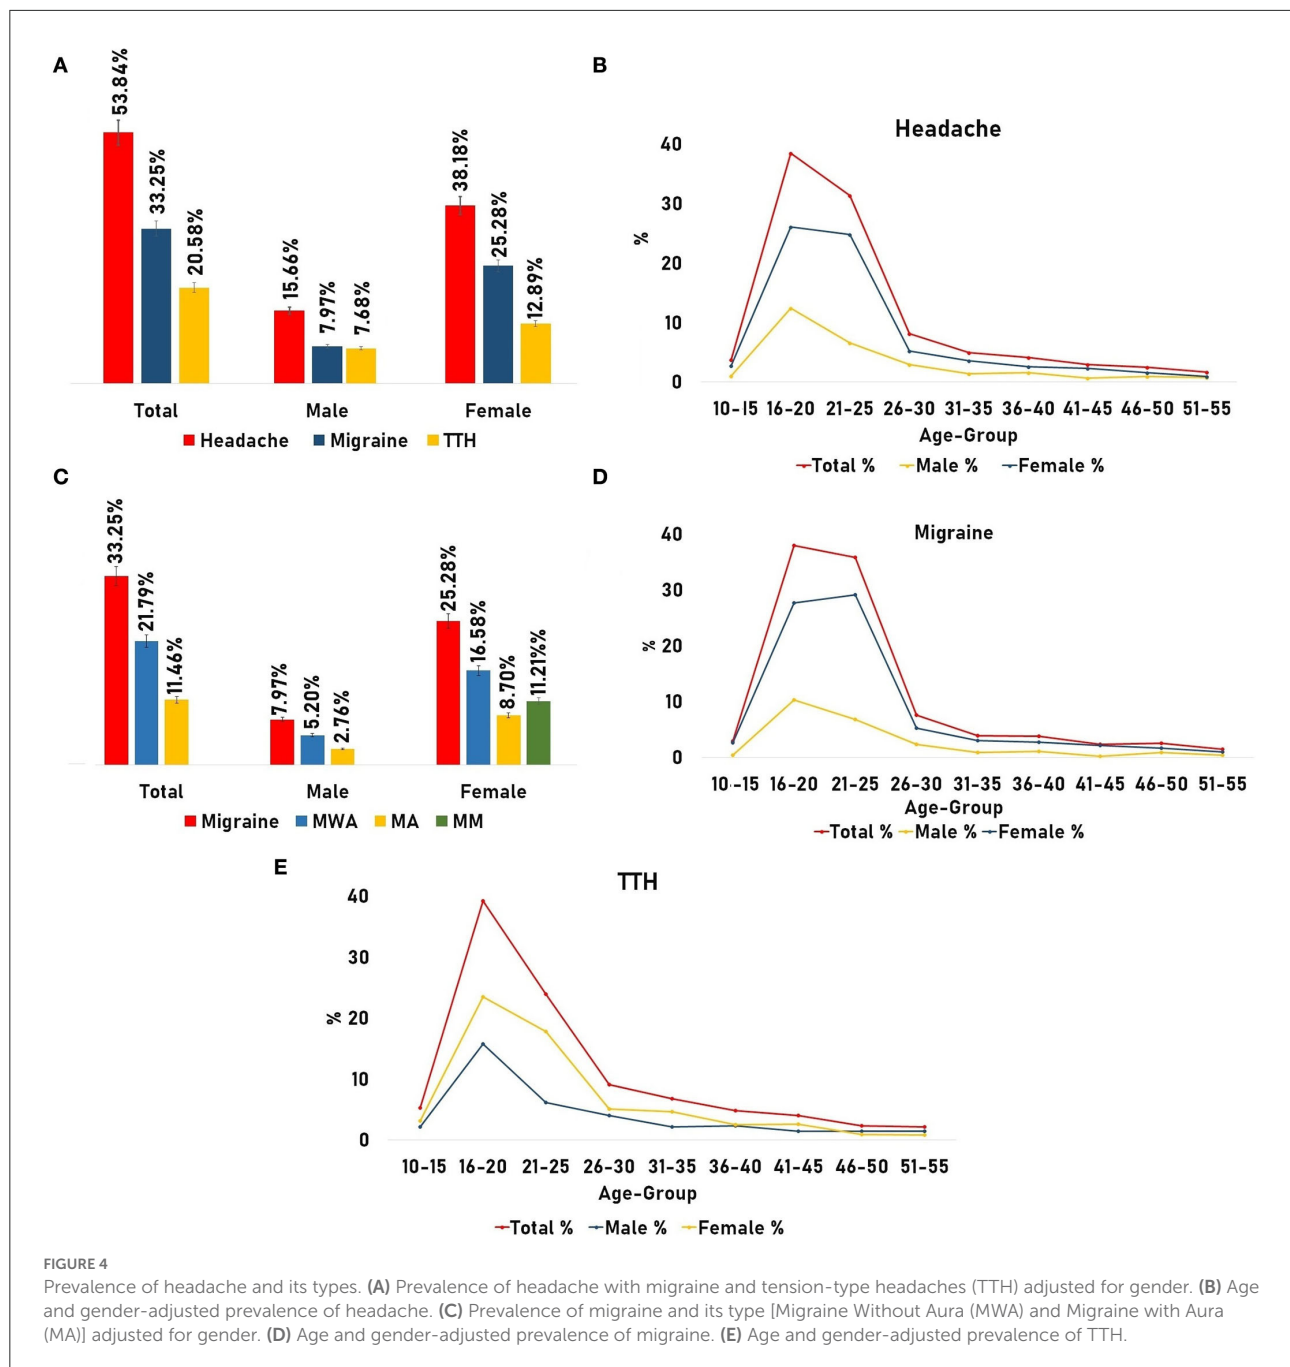 A
53.84%
33.25%
20.58%
15.66%
7.97%
7.68%
38.18%
25.28%
12.89%
Total Male Female
Headache Migraine TTH
B
Headache
40
30
%
20
10
0
10-15 16-20 21-25 26-30 31-35 36-40 41-45 46-50 51-55
Age-Group
Total % Male % Female %
C
33.25%
21.79%
11.46%
7.97%
5.20%
2.76%
25.28%
16.58%
8.70%
11.21%%
Total Male Female
Migraine MWA MA MM
D
Migraine
40
30
20
%
10
0
10-15 16-20 21-25 26-30 31-35 36-40 41-45 46-50 51-55
Age-Group
Total % Male % Female %
E
TTH
40
30
% 20
10
0
10-15 16-20 21-25 26-30 31-35 36-40 41-45 46-50 51-55
Age-Group
Total % Male % Female %
FIGURE 4
Prevalence of headache and its types. (A) Prevalence of headache with migraine and tension-type headaches (TTH) adjusted for gender. (B) Age
and gender-adjusted prevalence of headache. (C) Prevalence of migraine and its type [Migraine Without Aura (MWA) and Migraine with Aura
(MA)] adjusted for gender. (D) Age and gender-adjusted prevalence of migraine. (E) Age and gender-adjusted prevalence of TTH.